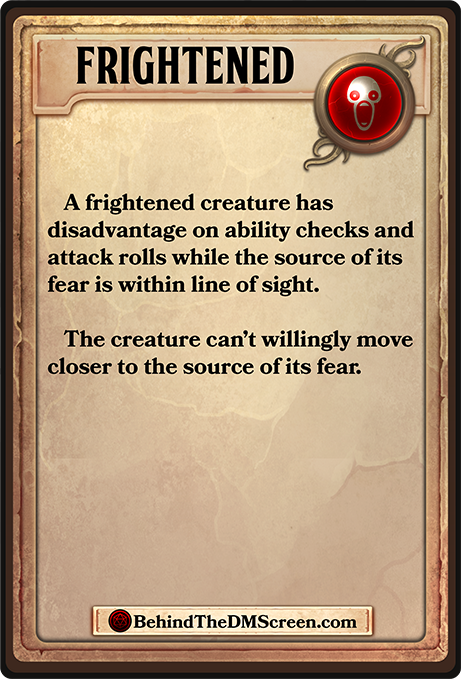 FRIGHTENED
A frightened creature has
disadvantage on ability checks and
attack rolls while the source of its
fear is within line of sight.
The creature can't willingly move
closer to the source of its fear.
BehindTheDMScreen.com